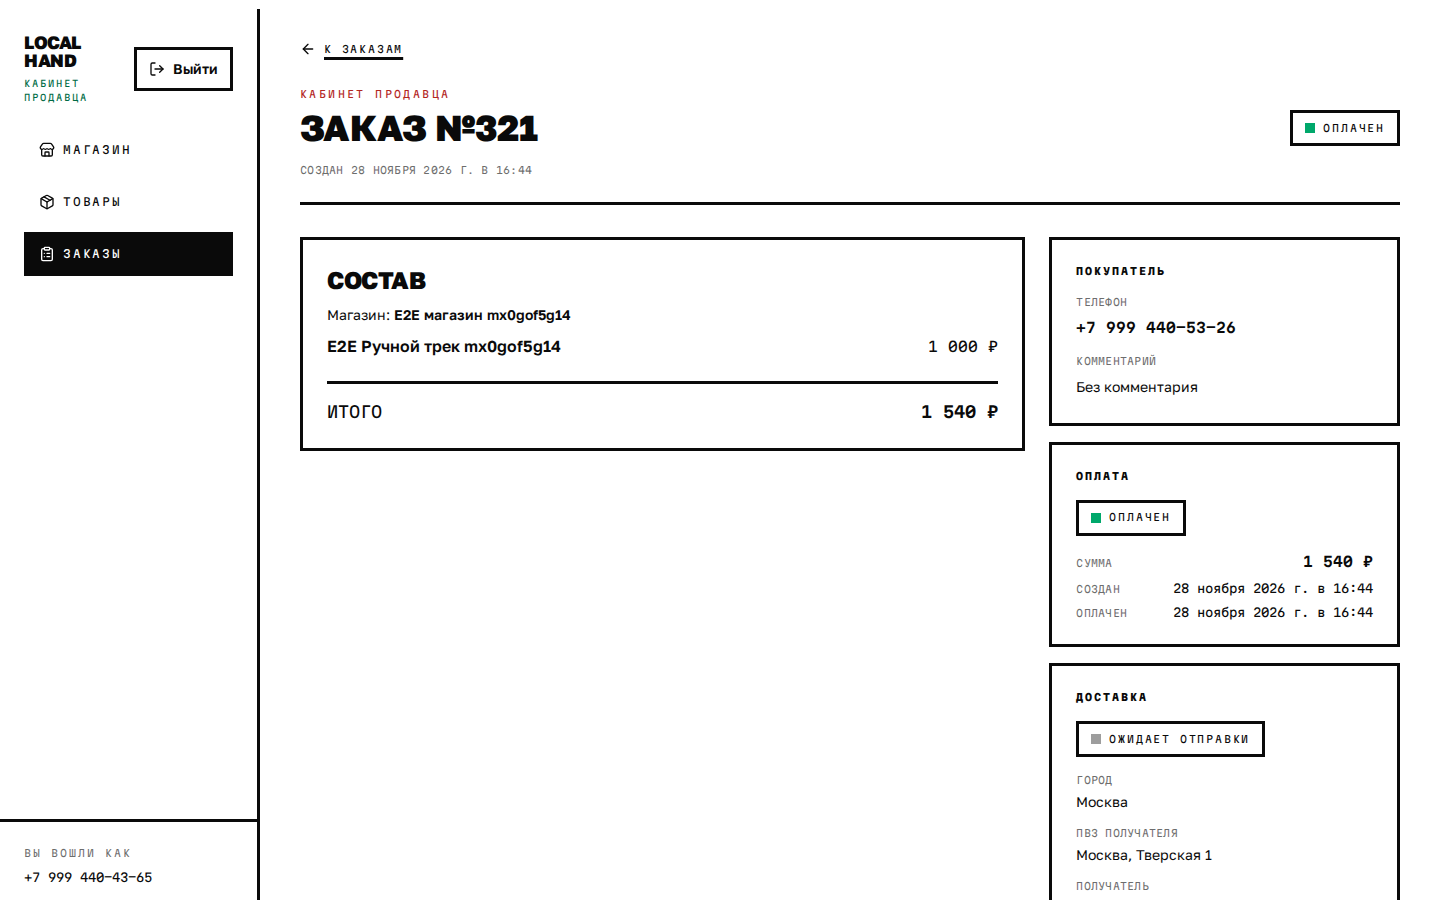 LOCAL
HAND
КАБИНЕТ
ПРОДАВЦА
Выйти
МАГАЗИН
ТОВАРЫ
ЗАКАЗЫ
ВЫ ВОШЛИ КАК
+7 999 440−43−65
К ЗАКАЗАМ
КАБИНЕТ ПРОДАВЦА
ЗАКАЗ №321
СОЗДАН 28 НОЯБРЯ 2026 Г. В 16:44
ОПЛАЧЕН
СОСТАВ
Магазин: E2E магазин mx0gof5g14
E2E Ручной трек mx0gof5g14 1 000 ₽
ИТОГО 1 540 ₽
ПОКУПАТЕЛЬ
ТЕЛЕФОН
+7 999 440−53−26
КОММЕНТАРИЙ
Без комментария
ОПЛАТА
ОПЛАЧЕН
СУММА 1 540 ₽
СОЗДАН 28 ноября 2026 г. в 16:44
ОПЛАЧЕН 28 ноября 2026 г. в 16:44
ДОСТАВКА
ОЖИДАЕТ ОТПРАВКИ
ГОРОД
Москва
ПВЗ ПОЛУЧАТЕЛЯ
Москва, Тверская 1
ПОЛУЧАТЕЛЬ